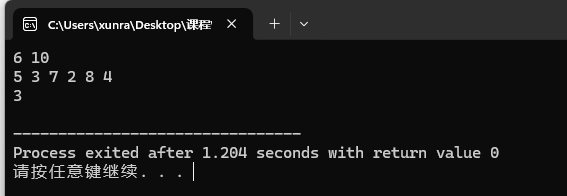 C:\Users\xunra\Desktop\课程
6 10
5 3 7 2 8 4
3
--------------------------------
Process exited after 1.204 seconds with return value 0
请按任意键继续. . .